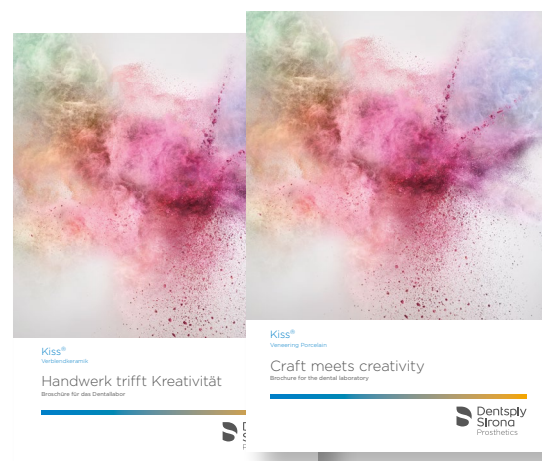 Kiss®
Verblendkeramik
Handwerk trifft Kreativität
Broschüre für das Dentallabor
Kiss®
Veneering Porcelain
Craft meets creativity
Brochure for the dental laboratory
Dentsply
Sirona
Prosthetics